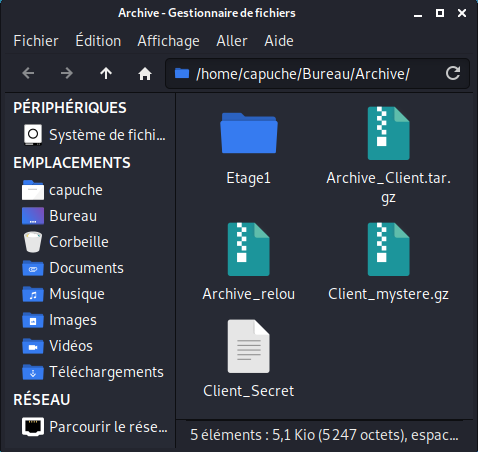 Archive - Gestionnaire de fichiers
Fichier Édition Affichage Aller Aide
/home/capuche/Bureau/Archive/
PÉRIPHÉRIQUES
Système de fichi...
EMPLACEMENTS
capuche
Bureau
Corbeille
Documents
Musique
Images
Vidéos
Téléchargements
RÉSEAU
Parcourir le rése...
Etage1
Archive_Client.tar.
gz
Archive_relou
Client_mystere.gz
Client_Secret
5 éléments : 5,1 Kio (5 247 octets), espac...